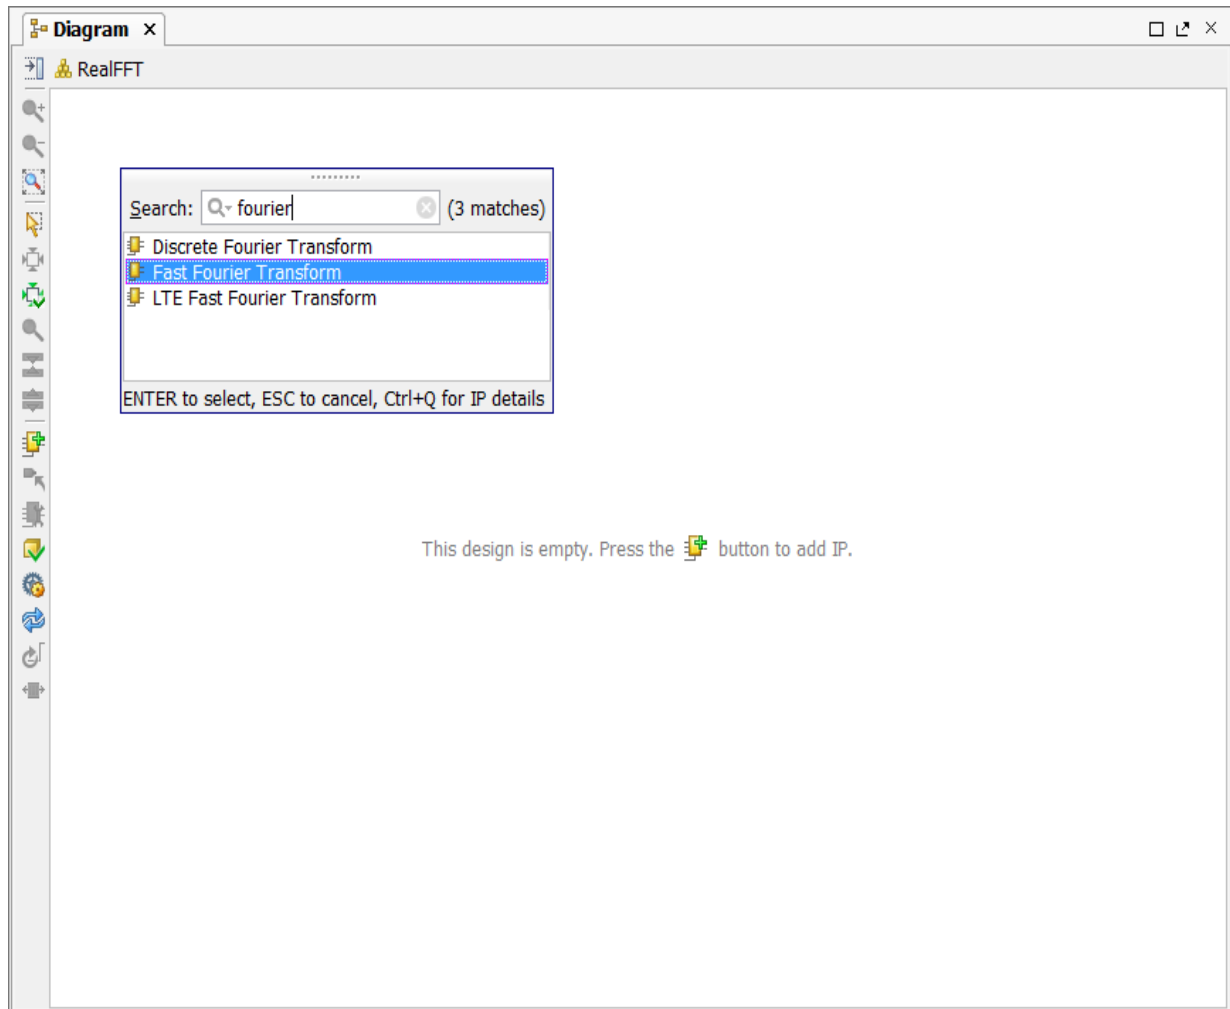 Diagram
RealFFT
Search: fourier (3 matches)
Discrete Fourier Transform
Fast Fourier Transform
LTE Fast Fourier Transform
ENTER to select, ESC to cancel, Ctrl+Q for IP details
This design is empty. Press the button to add IP.